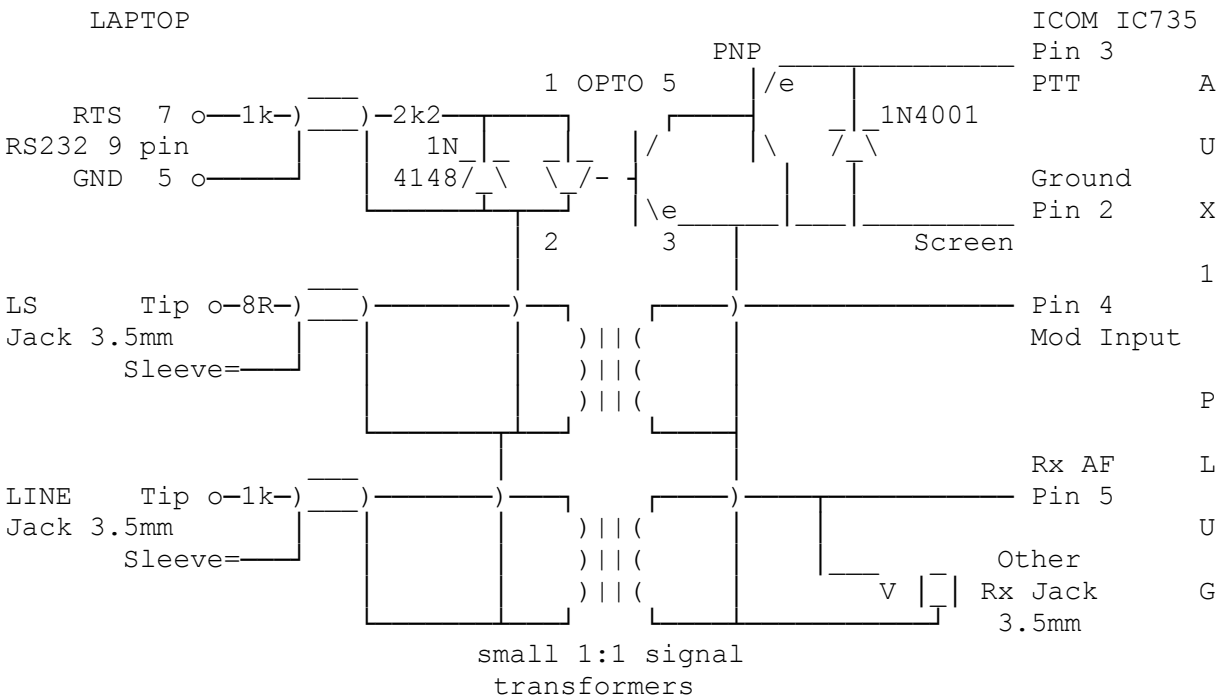 LAPTOP ICOM IC735
PNP Pin 3
1 OPTO 5 /e PTT A
RTS 7 o—1k—) )—2k2 1N4001
RS232 9 pin 1N U
GND 5 o 4148 Ground
\e Pin 2 X
2 3 Screen
1
LS Tip o—8R—) ) ) ) Pin 4
Jack 3.5mm )||( Mod Input
Sleeve= )||(
)||( P
Rx AF L
LINE Tip o—1k—) ) ) ) Pin 5
Jack 3.5mm )||( U
Sleeve= )||( Other
)||( V Rx Jack G
3.5mm
small 1:1 signal
transformers